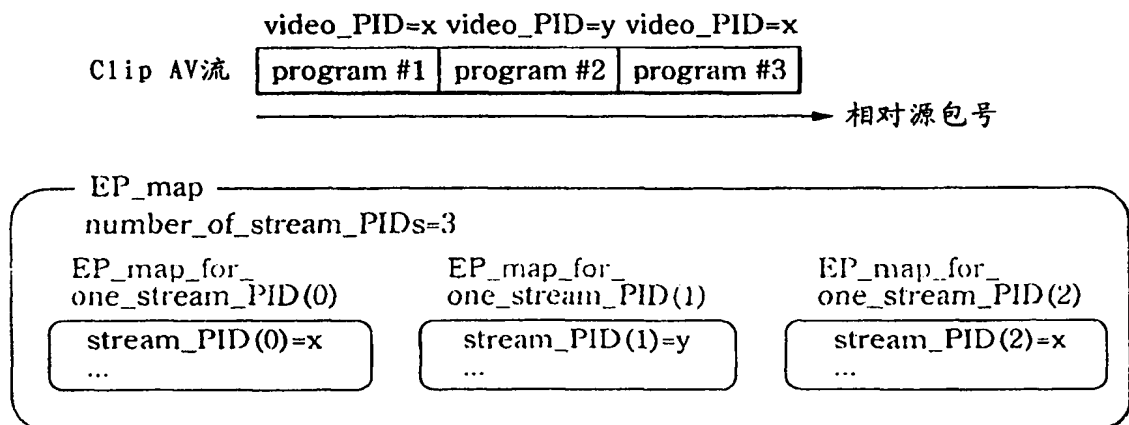 video_PID=x video_PID=y video_PID=x
Clip AV流 program #1 program #2 program #3
相对源包号
EP_map
number_of_stream_PIDs=3
EP_map_for_ EP_map_for_ EP_map_for_
one_stream_PID(0) one_stream_PID(1) one_stream_PID(2)
stream_PID(0)=x stream_PID(1)=y stream_PID(2)=x
... ... ...